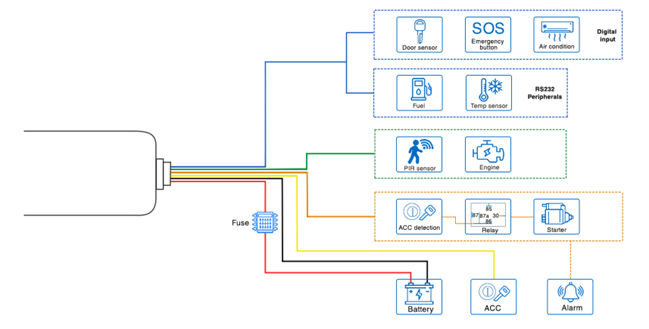 SOS
Door sensor
Emergency
button
Air condition
Digital
input
Fuel
Temp sensor
RS232
Peripherals
PIR sensor
Engine
ACC detection
85
87 87a 30
86
Relay
Starter
Fuse
Battery
ACC
Alarm